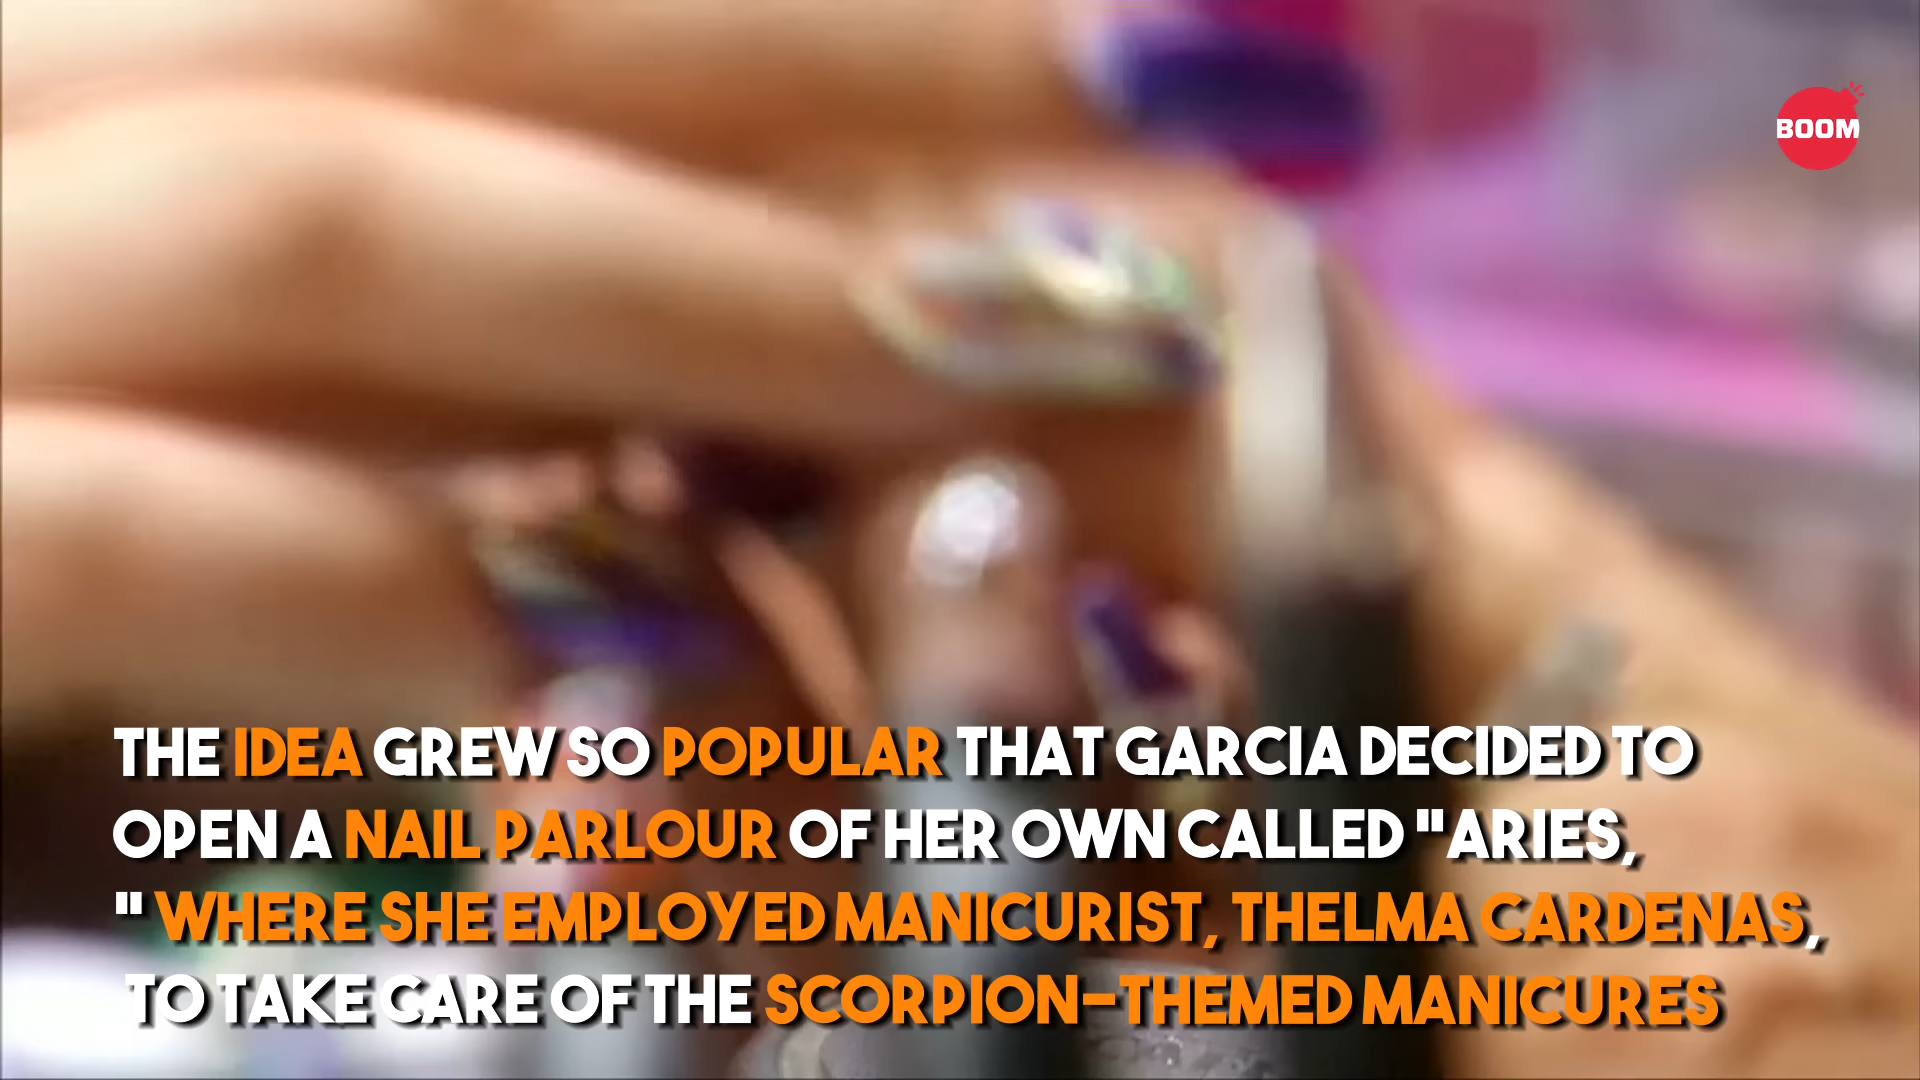 BOOM
THE IDEA GREW SO POPULAR THAT GARCIA DECIDED TO
OPEN A NAIL PARLOUR OF HER OWN CALLED "ARIES,
" WHERE SHE EMPLOYED MANICURIST, THELMA CARDENAS,
TO TAKE CARE OF THE SCORPION-THEMED MANICURES